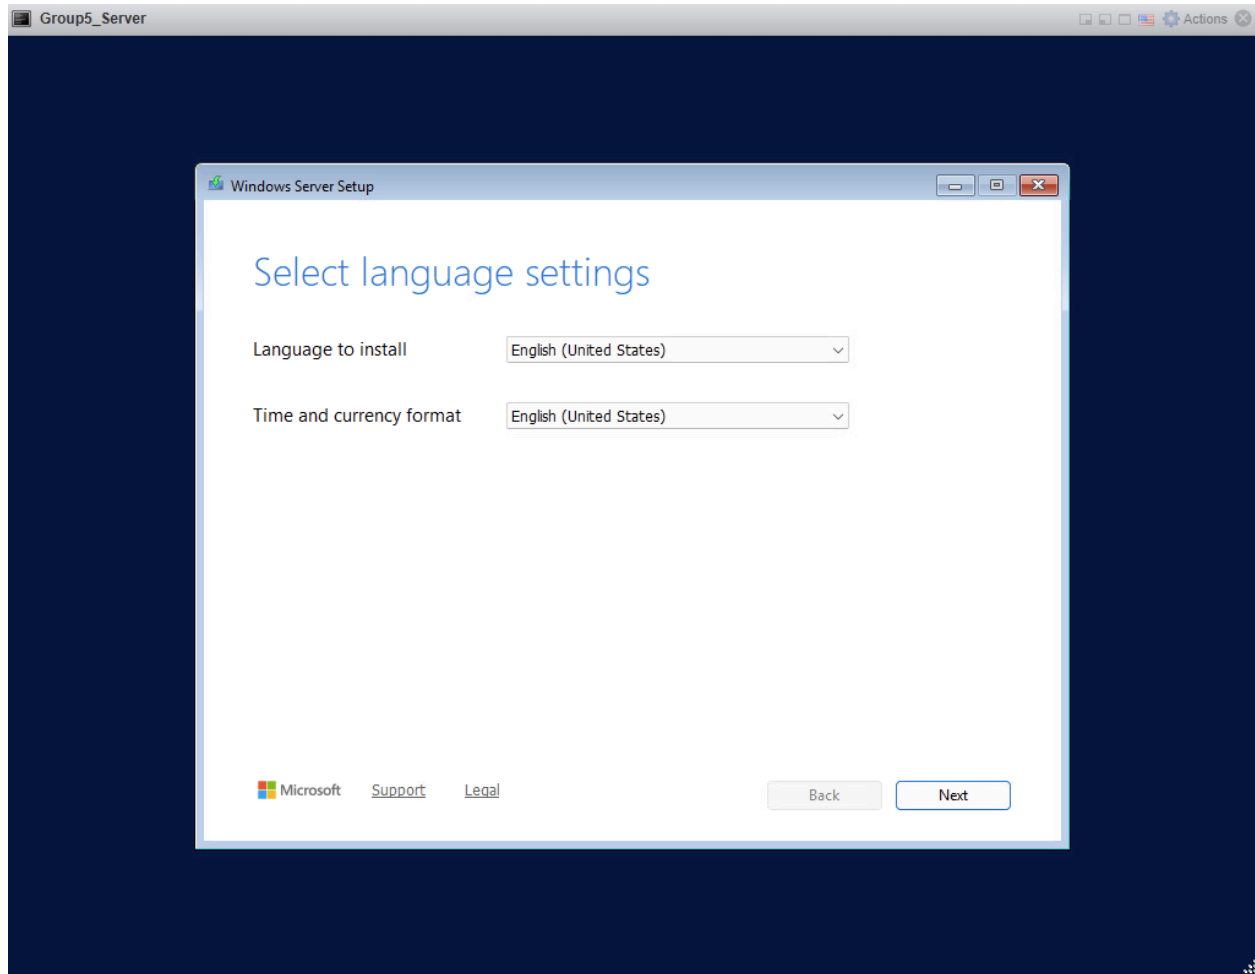 Group5_Server Actions
Windows Server Setup
Select language settings
Language to install English (United States)
Time and currency format English (United States)
Microsoft Support Legal Back Next